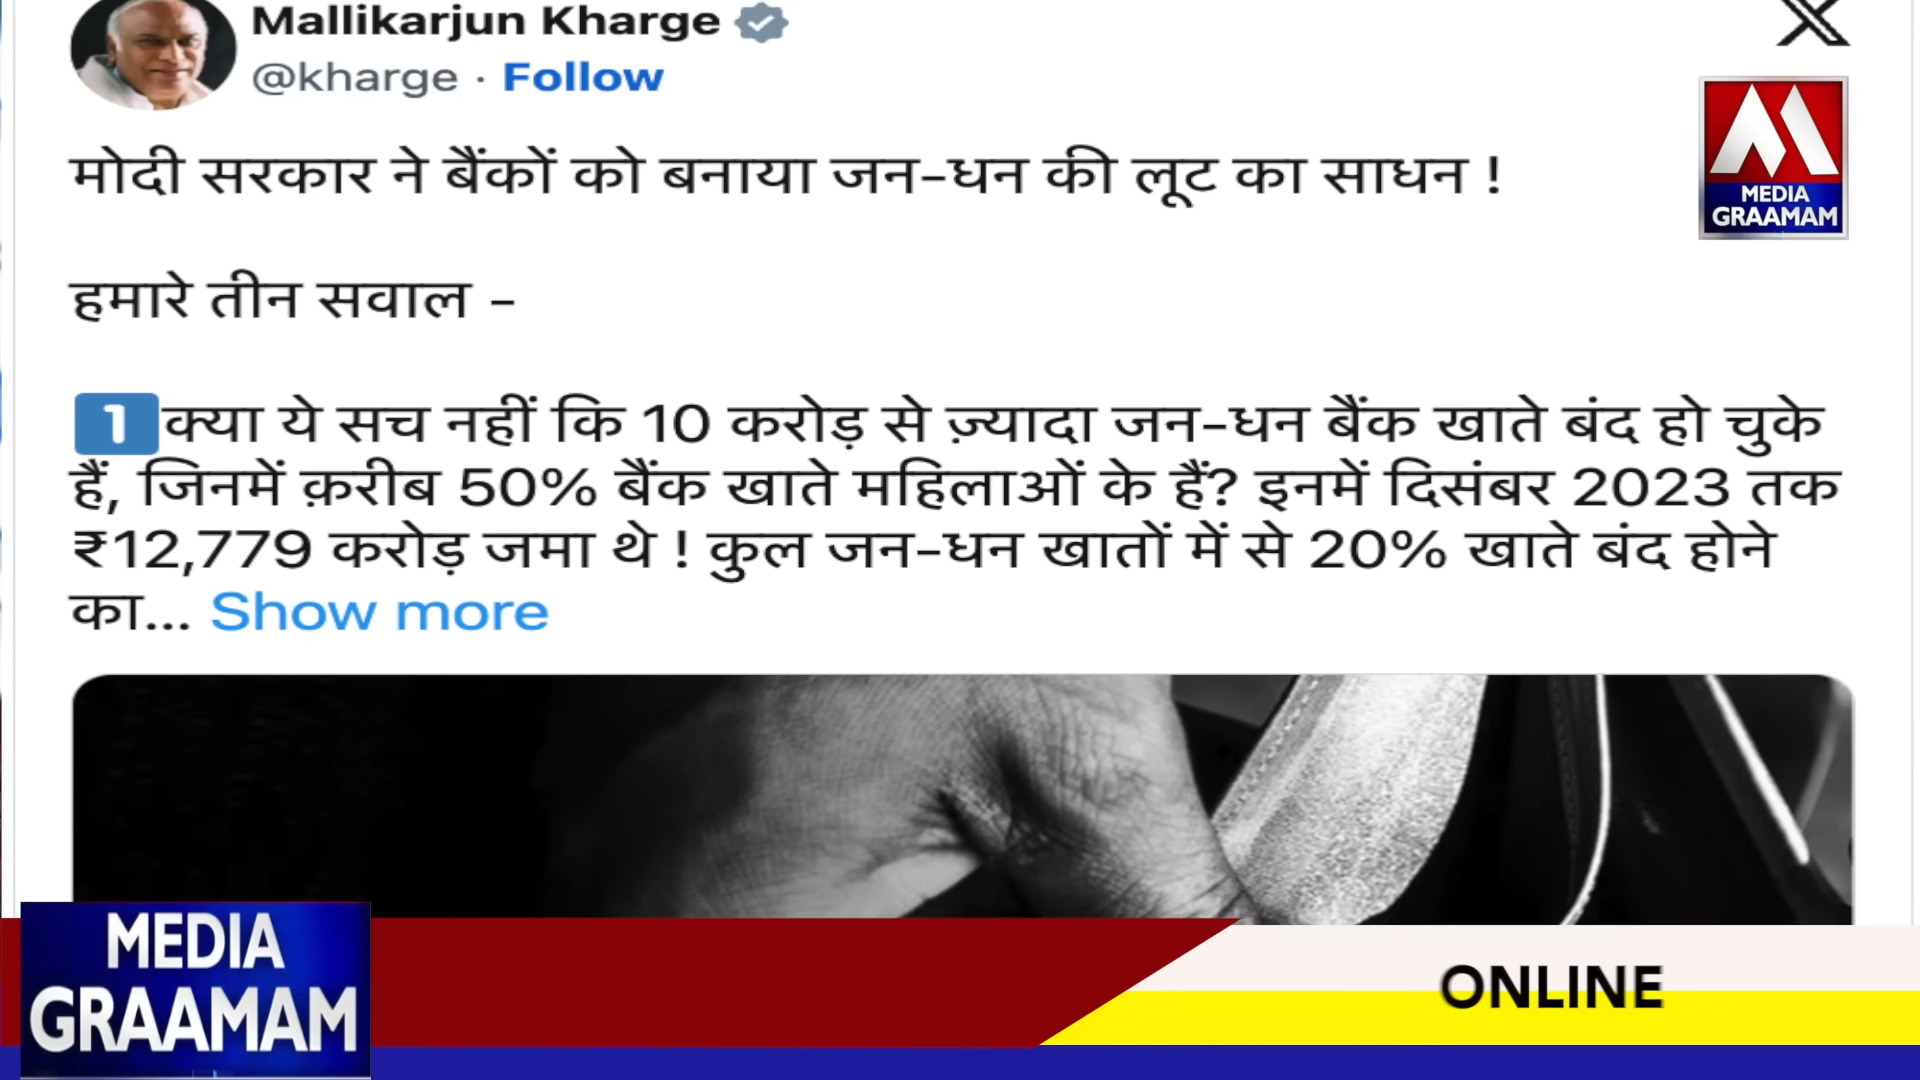 Mallikarjun Kharge
@kharge · Follow
MEDIA
GRAAMAM
मोदी सरकार ने बैंकों को बनाया जन-धन की लूट का साधन !
हमारे तीन सवाल -
1 क्या ये सच नहीं कि 10 करोड़ से ज़्यादा जन-धन बैंक खाते बंद हो चुके
हैं, जिनमें क़रीब 50% बैंक खाते महिलाओं के हैं? इनमें दिसंबर 2023 तक
₹12,779 करोड़ जमा थे ! कुल जन-धन खातों में से 20% खाते बंद होने
का... Show more
MEDIA
GRAAMAM
ONLINE